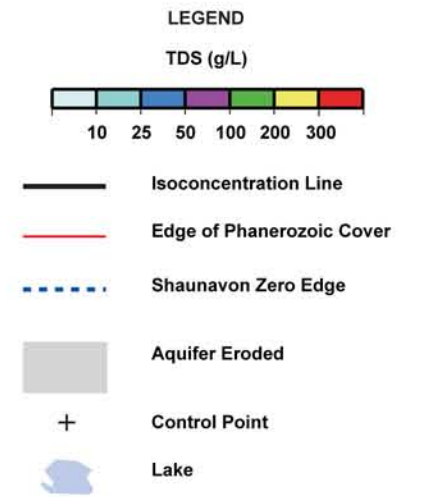 LEGEND
TDS (g/L)
10 25 50 100 200 300
Isoconcentration Line
Edge of Phanerozoic Cover
Shaunavon Zero Edge
Aquifer Eroded
Control Point
Lake